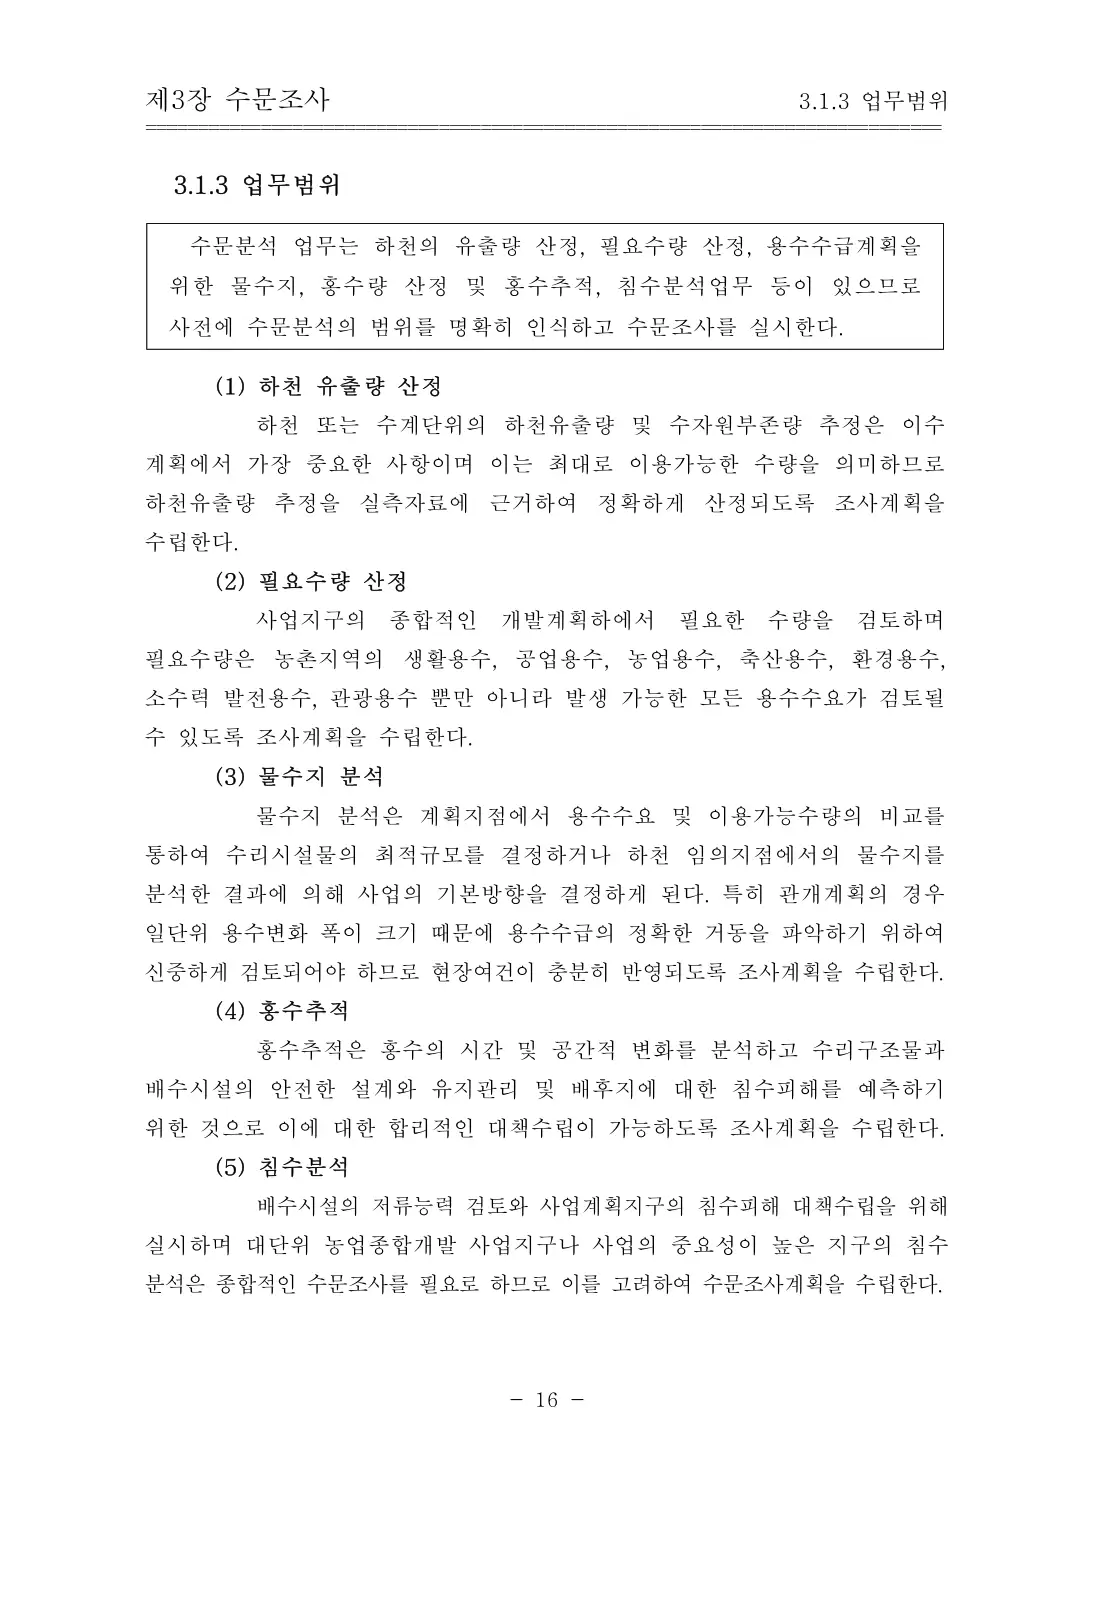 제3장 수문조사 3.1.3 업무범위
3.1.3 업무범위
수문분석 업무는 하천의 유출량 산정, 필요수량 산정, 용수수급계획을
위한 물수지, 홍수량 산정 및 홍수추적, 침수분석업무 등이 있으므로
사전에 수문분석의 범위를 명확히 인식하고 수문조사를 실시한다.
(1) 하천 유출량 산정
하천 또는 수계단위의 하천유출량 및 수자원부존량 추정은 이수
계획에서 가장 중요한 사항이며 이는 최대로 이용가능한 수량을 의미하므로
하천유출량 추정을 실측자료에 근거하여 정확하게 산정되도록 조사계획을
수립한다.
(2) 필요수량 산정
사업지구의 종합적인 개발계획하에서 필요한 수량을 검토하며
필요수량은 농촌지역의 생활용수, 공업용수, 농업용수, 축산용수, 환경용수,
소수력 발전용수, 관광용수 뿐만 아니라 발생 가능한 모든 용수수요가 검토될
수 있도록 조사계획을 수립한다.
(3) 물수지 분석
물수지 분석은 계획지점에서 용수수요 및 이용가능수량의 비교를
통하여 수리시설물의 최적규모를 결정하거나 하천 임의지점에서의 물수지를
분석한 결과에 의해 사업의 기본방향을 결정하게 된다. 특히 관개계획의 경우
일단위 용수변화 폭이 크기 때문에 용수수급의 정확한 거동을 파악하기 위하여
신중하게 검토되어야 하므로 현장여건이 충분히 반영되도록 조사계획을 수립한다.
(4) 홍수추적
홍수추적은 홍수의 시간 및 공간적 변화를 분석하고 수리구조물과
배수시설의 안전한 설계와 유지관리 및 배후지에 대한 침수피해를 예측하기
위한 것으로 이에 대한 합리적인 대책수립이 가능하도록 조사계획을 수립한다.
(5) 침수분석
배수시설의 저류능력 검토와 사업계획지구의 침수피해 대책수립을 위해
실시하며 대단위 농업종합개발 사업지구나 사업의 중요성이 높은 지구의 침수
분석은 종합적인 수문조사를 필요로 하므로 이를 고려하여 수문조사계획을 수립한다.
- 16 -